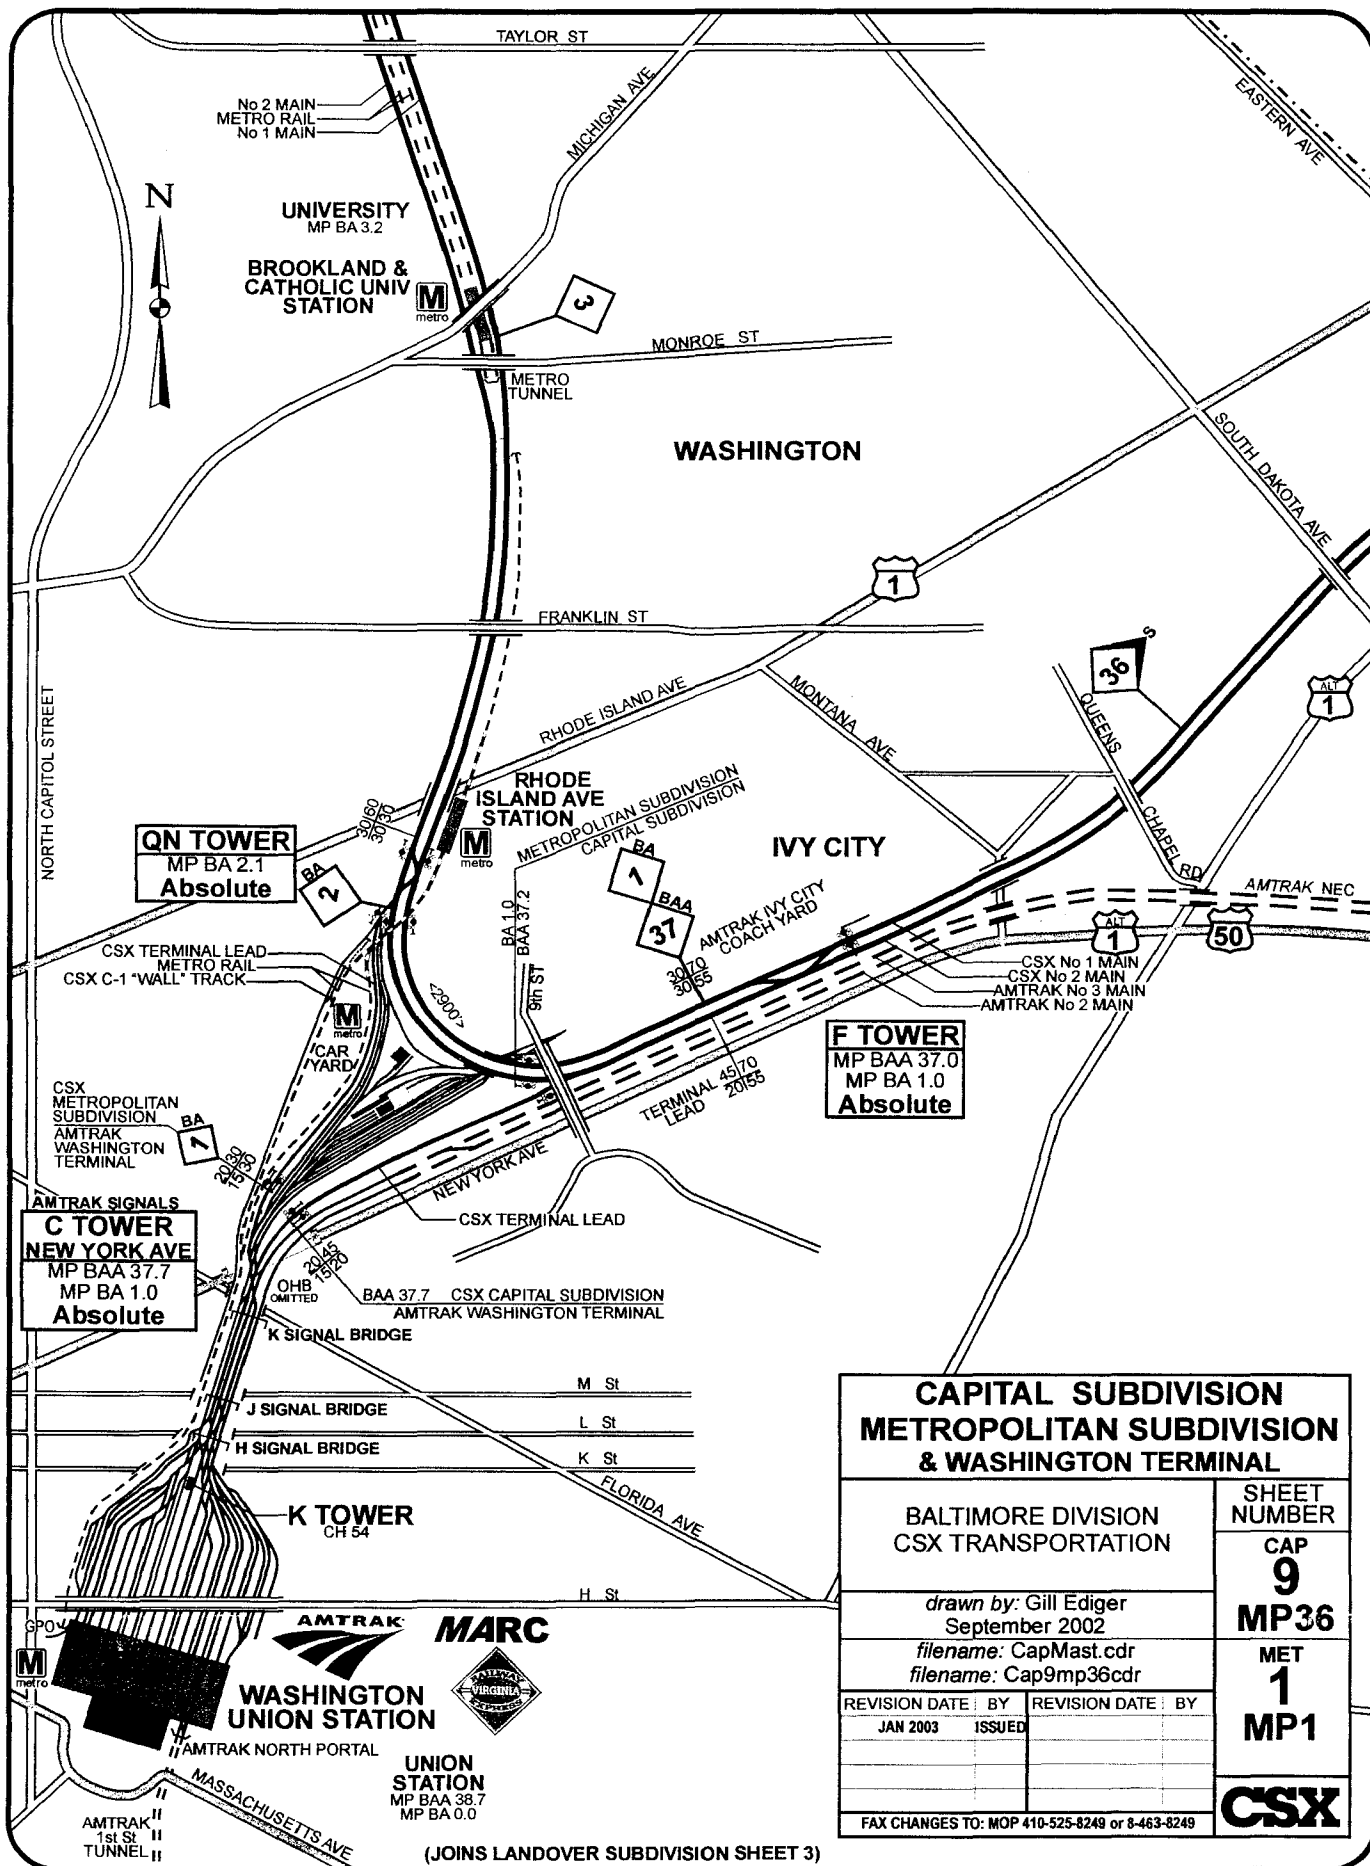 TAYLOR ST
No 2 MAIN
METRO RAIL
No 1 MAIN
MICHIGAN AVE
EASTERN AVE
N
UNIVERSITY
MP BA 3.2
BROOKLAND &
CATHOLIC UNIV
STATION
M
metro
3
MONROE ST
METRO
TUNNEL
WASHINGTON
SOUTH DAKOTA AVE
1
FRANKLIN ST
S
36
ALT
1
NORTH CAPITOL STREET
RHODE ISLAND AVE
MONTANA AVE
QUEENS
CHAPEL
RD
30|60
30|30
RHODE
ISLAND AVE
STATION
M
metro
METROPOLITAN SUBDIVISION
CAPITAL SUBDIVISION
IVY CITY
QN TOWER
MP BA 2.1
Absolute
BA
2
BA
1
BAA
37
AMTRAK IVY CITY
COACH YARD
AMTRAK NEC
ALT
1
50
BA 1.0
BAA 37.2
9th ST
CSX TERMINAL LEAD
METRO RAIL
CSX C-1 "WALL" TRACK
<2900'>
30|70
30|55
CSX No 1 MAIN
CSX No 2 MAIN
AMTRAK No 3 MAIN
AMTRAK No 2 MAIN
M
metro
CAR
YARD
F TOWER
MP BAA 37.0
MP BA 1.0
Absolute
TERMINAL
LEAD
45|70
20|55
CSX
METROPOLITAN
SUBDIVISION
AMTRAK
WASHINGTON
TERMINAL
BA
1
20|30
15|30
NEW YORK AVE
CSX TERMINAL LEAD
AMTRAK SIGNALS
C TOWER
NEW YORK AVE
MP BAA 37.7
MP BA 1.0
Absolute
20|45
15|20
OHB
OMITTED
BAA 37.7 CSX CAPITAL SUBDIVISION
AMTRAK WASHINGTON TERMINAL
K SIGNAL BRIDGE
M St
J SIGNAL BRIDGE
L St
H SIGNAL BRIDGE
K St
FLORIDA AVE
K TOWER
CH 54
H St
GPO
M
metro
AMTRAK
MARC
RAILWAY
VIRGINIA
EXPRESS
WASHINGTON
UNION STATION
AMTRAK NORTH PORTAL
UNION
STATION
MP BAA 38.7
MP BA 0.0
MASSACHUSETTS AVE
AMTRAK
1st St
TUNNEL
(JOINS LANDOVER SUBDIVISION SHEET 3)
CAPITAL SUBDIVISION
METROPOLITAN SUBDIVISION
& WASHINGTON TERMINAL
BALTIMORE DIVISION
CSX TRANSPORTATION
SHEET
NUMBER
CAP
9
MP36
drawn by: Gill Ediger
September 2002
filename: CapMast.cdr
filename: Cap9mp36cdr
MET
1
MP1
REVISION DATE BY REVISION DATE BY
JAN 2003 ISSUED
CSX
FAX CHANGES TO: MOP 410-525-8249 or 8-463-8249